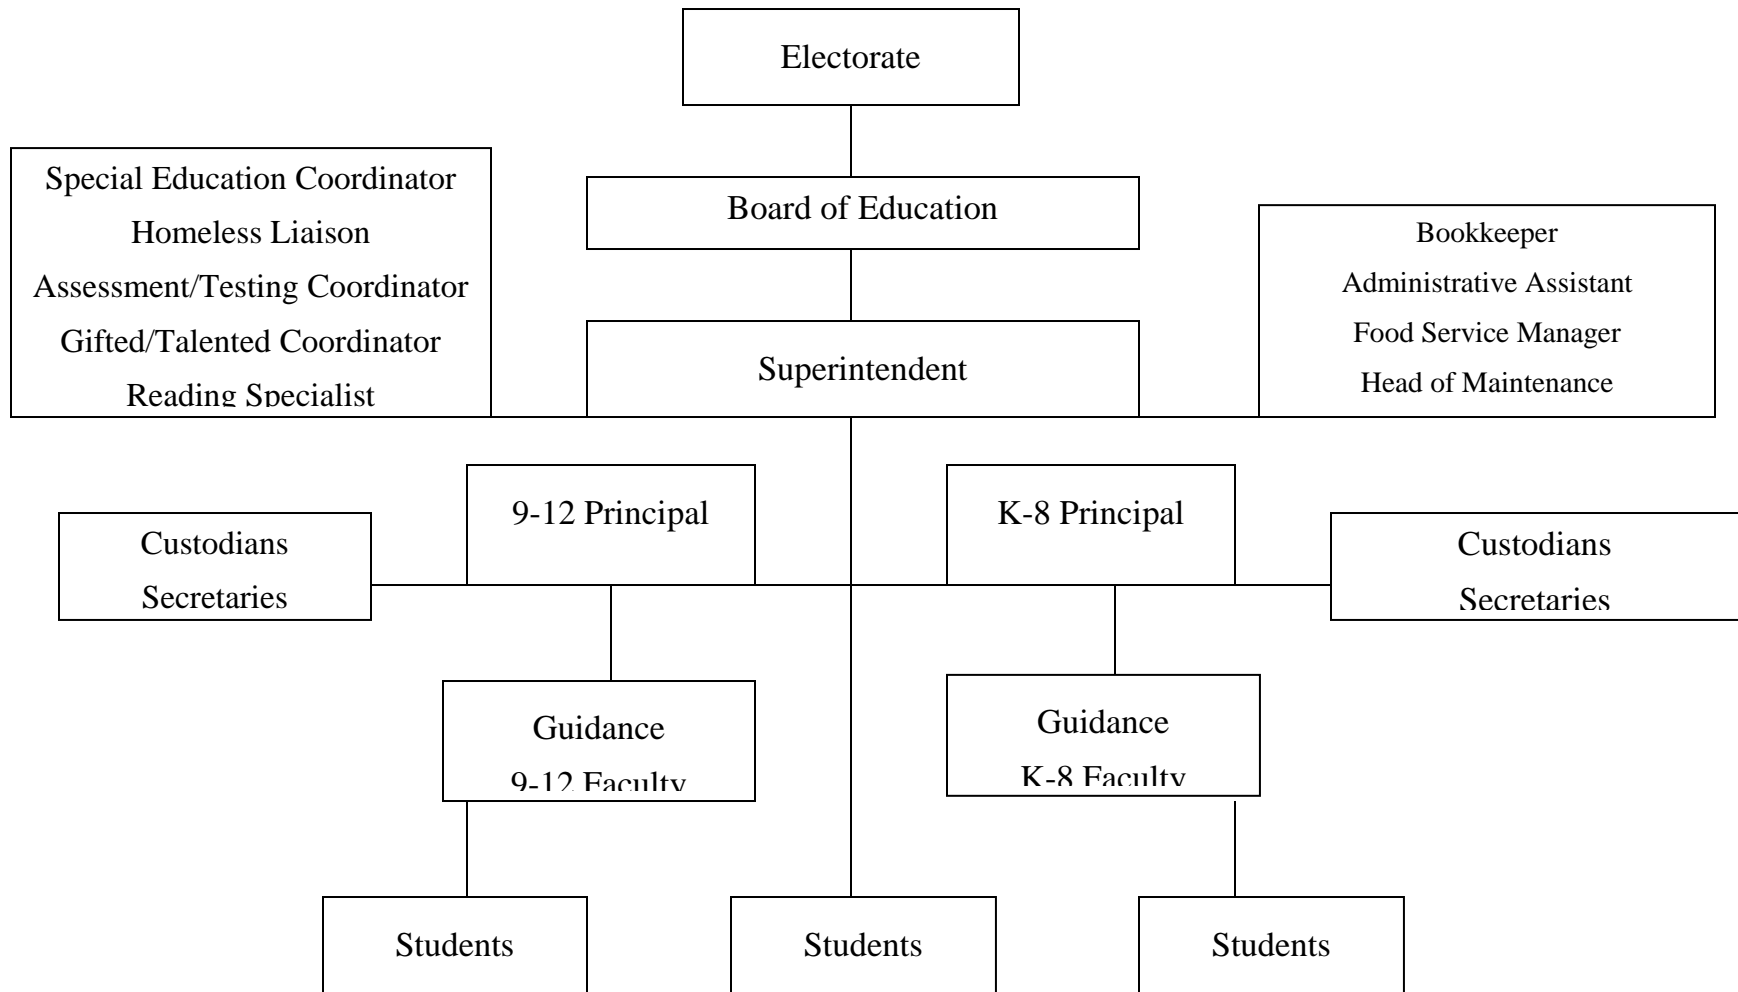 Electorate
Special Education Coordinator
Homeless Liaison
Assessment/Testing Coordinator
Gifted/Talented Coordinator
Reading Specialist
Board of Education
Bookkeeper
Administrative Assistant
Food Service Manager
Head of Maintenance
Superintendent
9-12 Principal
K-8 Principal
Custodians
Secretaries
Custodians
Secretaries
Guidance
9-12 Faculty
Guidance
K-8 Faculty
Students
Students
Students